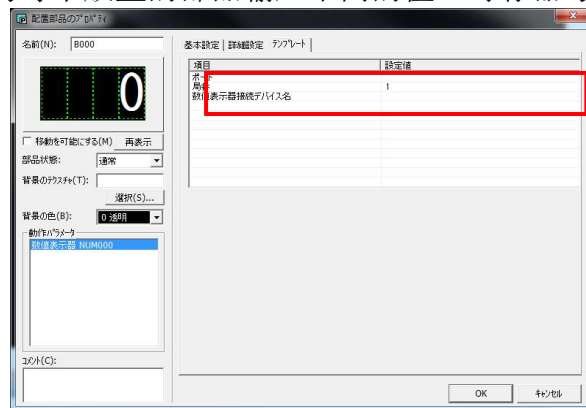 配置部品のプロパティ
名前(N): B000
0
移動を可能にする(M) 再表示
部品状態: 通常
背景のテクスチャ(T):
選択(S)...
背景の色(B): 0 透明
動作パラメータ
数値表示器 NUM000
コメント(C):
基本設定 詳細設定 テンプレート
項目 設定値
ポート
局番 1
数値表示器接続デバイス名
OK キャンセル